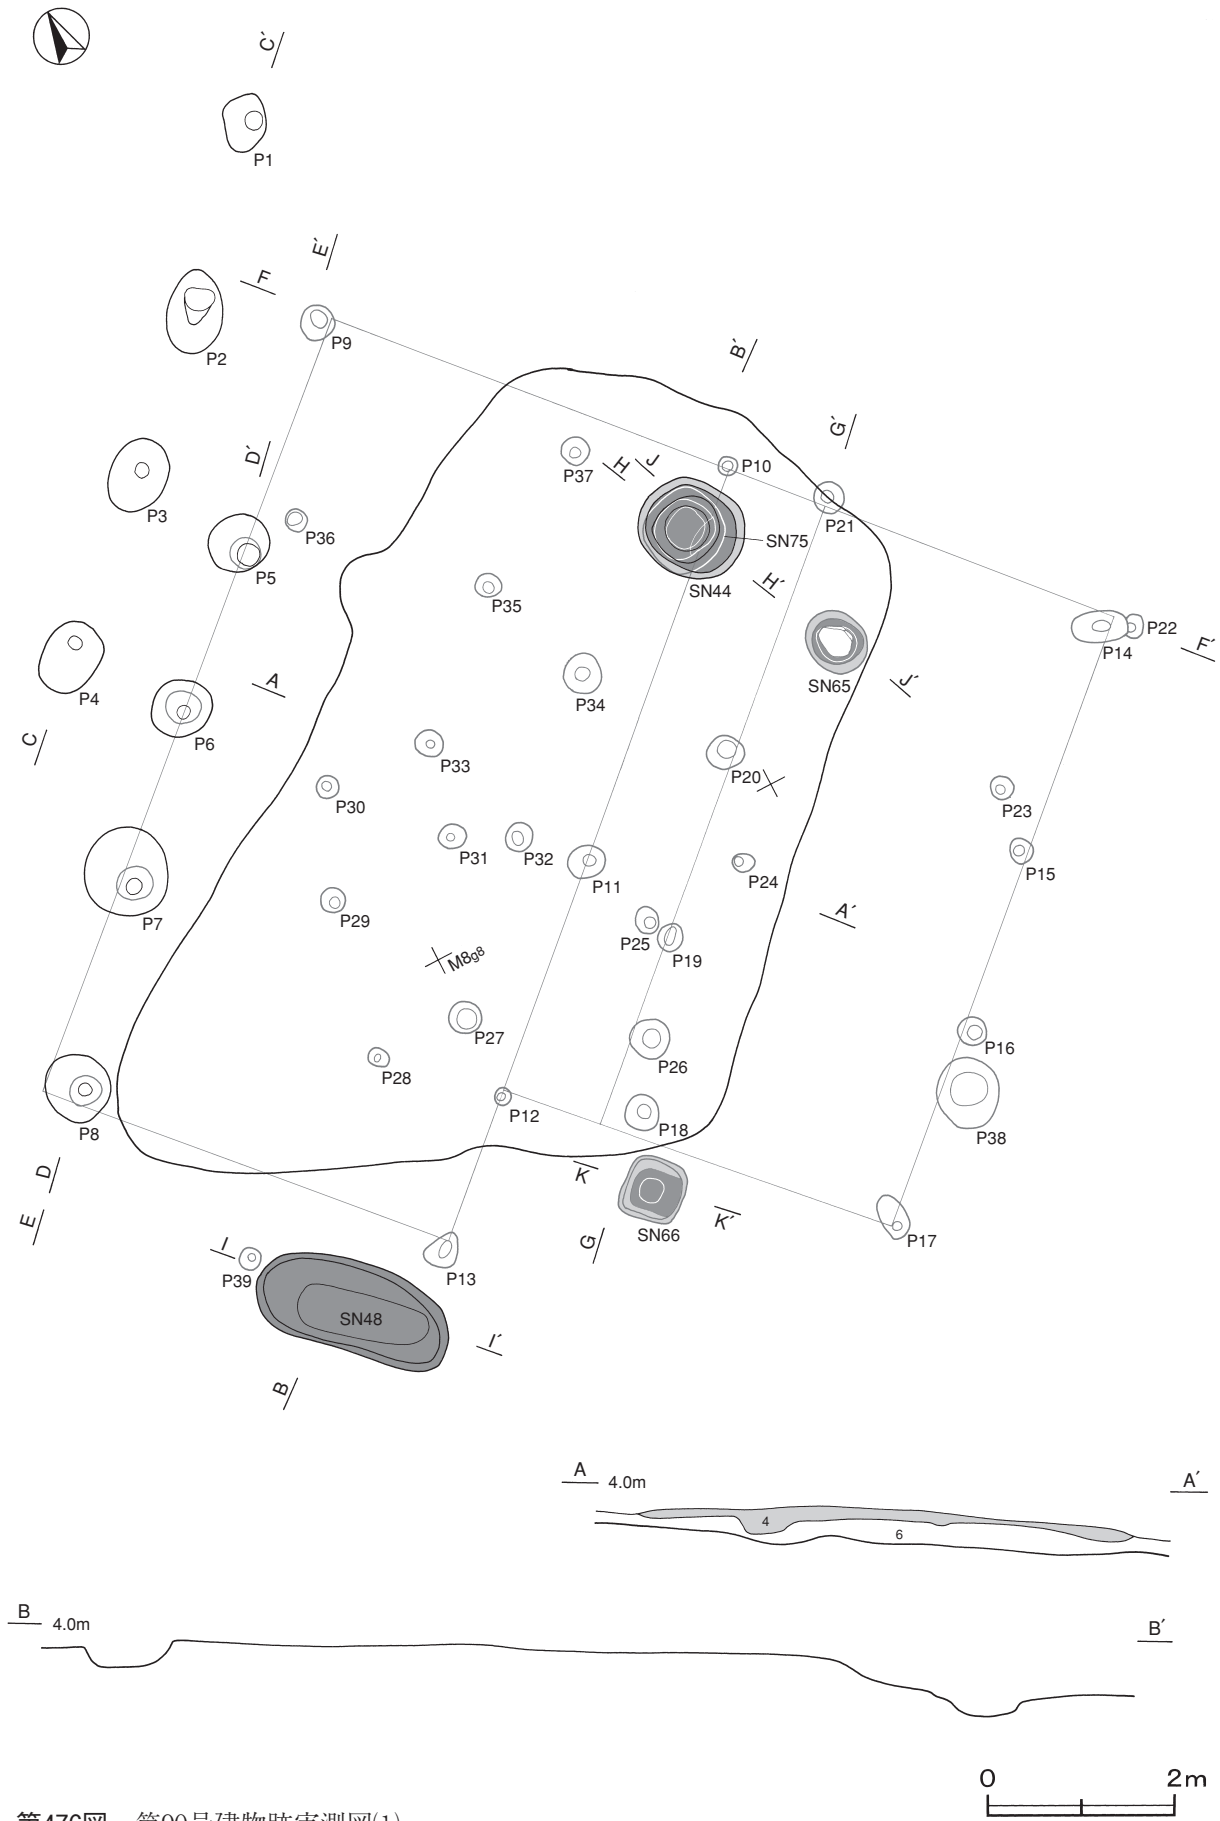 C′
P1
E′
F
P2
P9
B′
G′
D′
P37
H
J
P10
P3
P21
P36
SN75
P5
H′
SN44
P35
P22
P14
F′
P4
A
SN65
J′
P34
C
P6
P33
P20
P30
P23
P31
P32
P15
P11
P24
A′
P7
P29
P25
P19
M8g8
P27
P16
P26
P28
P12
P18
P38
P8
D
K
K′
E
SN66
G
P17
I
P39
P13
SN48
I′
B
A 4.0m A′
4
6
B 4.0m B′
0 2m